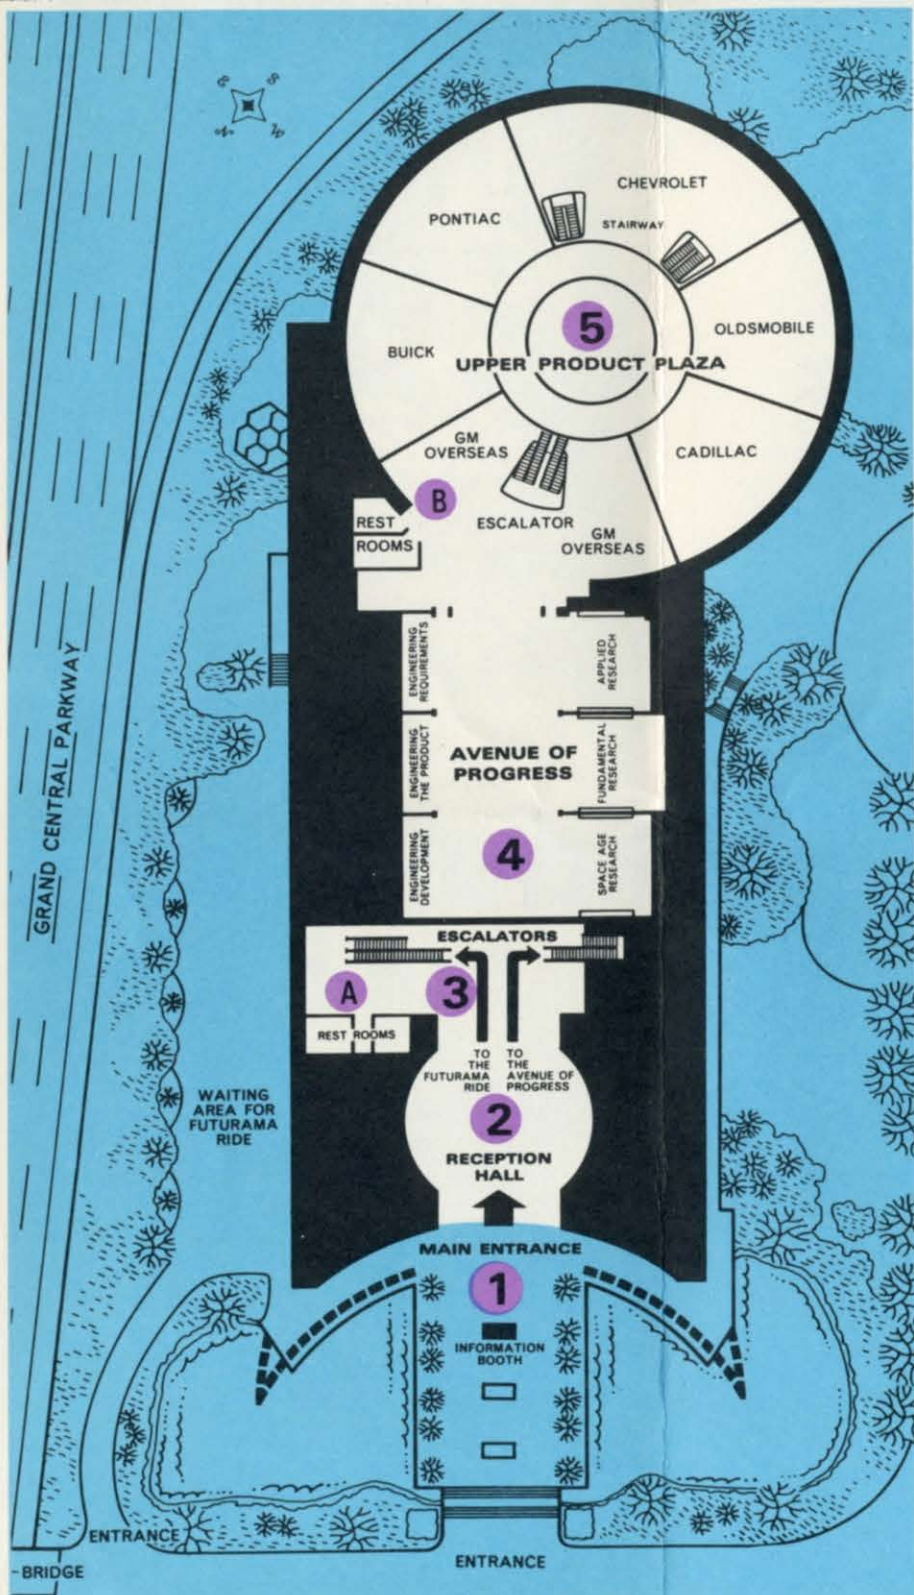 CHEVROLET
PONTIAC
STAIRWAY
5
OLDSMOBILE
UPPER PRODUCT PLAZA
BUICK
GM
OVERSEAS
CADILLAC
B
ESCALATOR
GM
OVERSEAS
REST
ROOMS
ENGINEERING
REQUIREMENTS
APPLIED
RESEARCH
ENGINEERING
THE PRODUCT
AVENUE OF
PROGRESS
FUNDAMENTAL
RESEARCH
GRAND CENTRAL PARKWAY
4
ENGINEERING
DEVELOPMENT
SPACE AGE
RESEARCH
ESCALATORS
A
3
REST ROOMS
TO
THE
FUTURAMA
RIDE
TO
THE
AVENUE OF
PROGRESS
WAITING
AREA FOR
FUTURAMA
RIDE
2
RECEPTION
HALL
MAIN ENTRANCE
1
INFORMATION
BOOTH
ENTRANCE
ENTRANCE
-BRIDGE